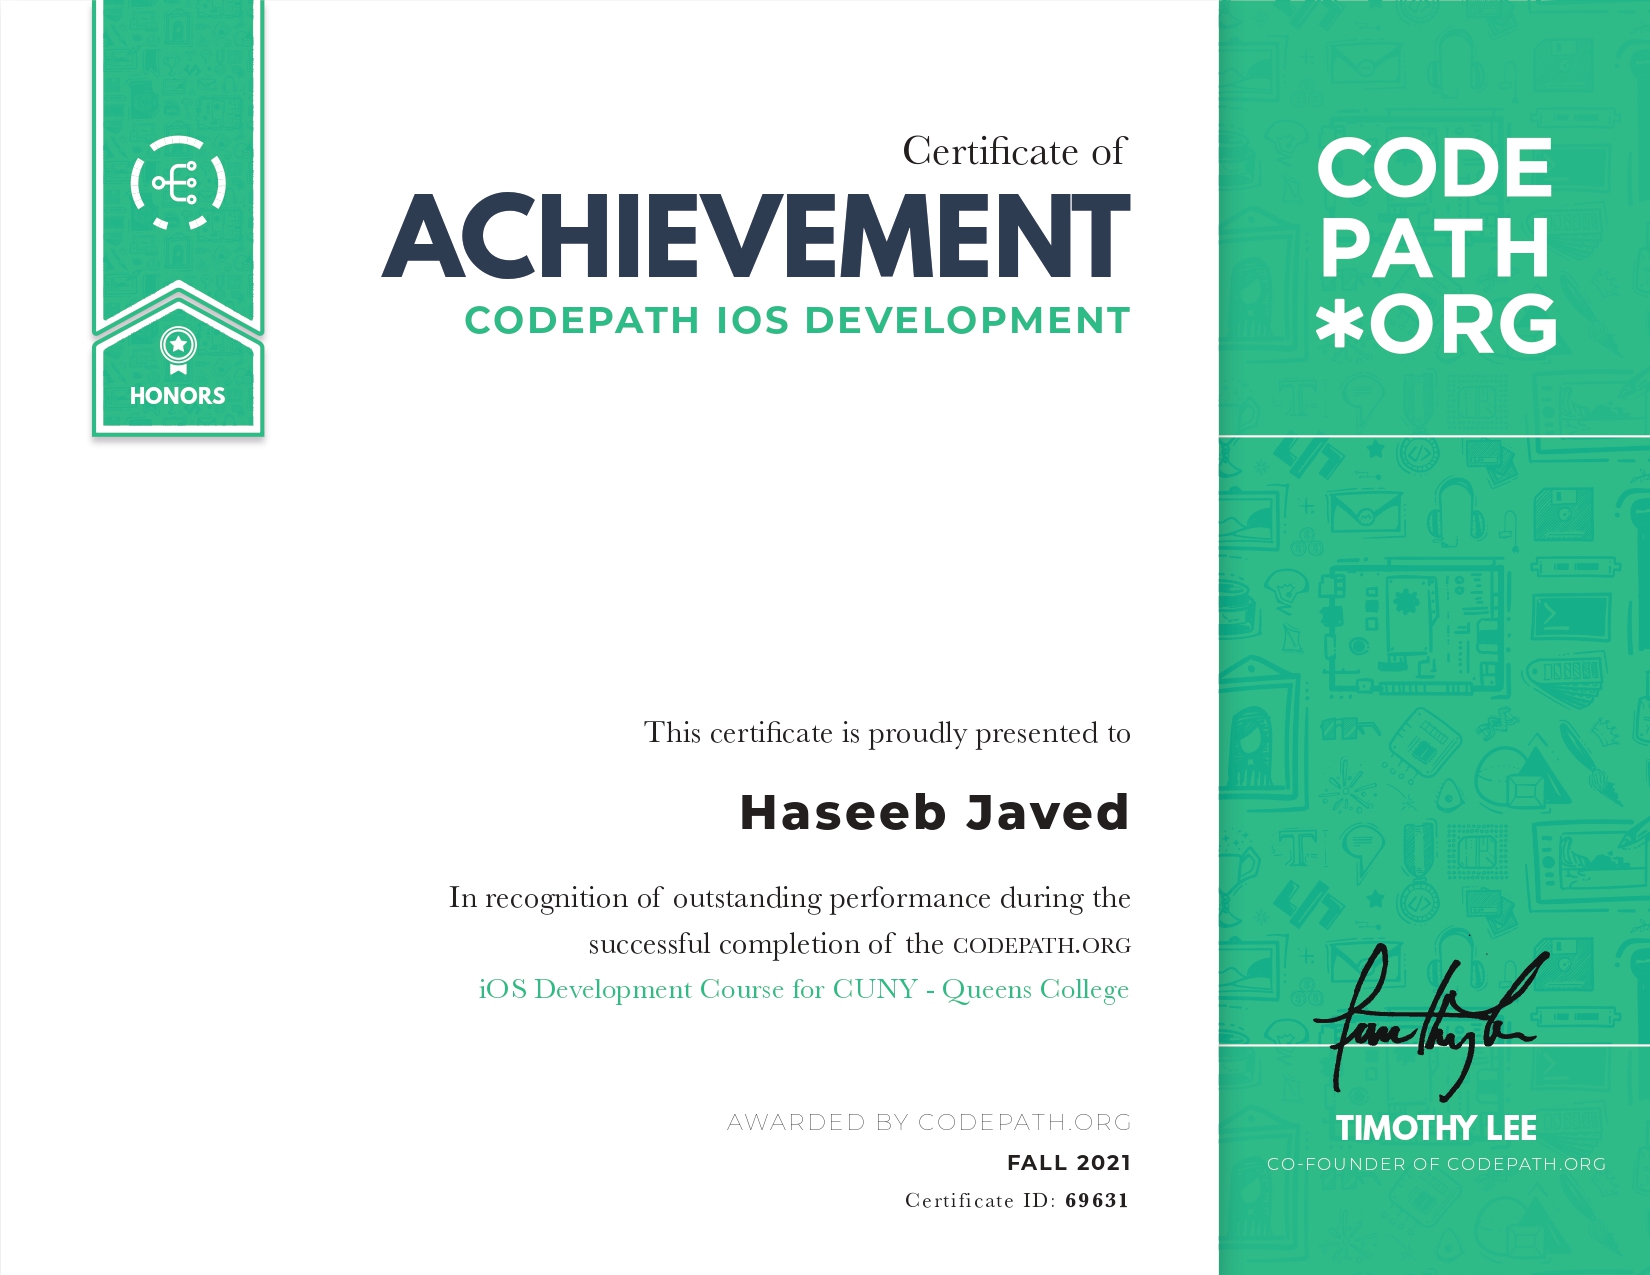 Certificate of
ACHIEVEMENT
CODEPATH IOS DEVELOPMENT
HONORS
CODE
PATH
*ORG
This certificate is proudly presented to
Haseeb Javed
In recognition of outstanding performance during the
successful completion of the CODEPATH.ORG
iOS Development Course for CUNY - Queens College
AWARDED BY CODEPATH.ORG
FALL 2021
Certificate ID: 69631
TIMOTHY LEE
CO-FOUNDER OF CODEPATH.ORG